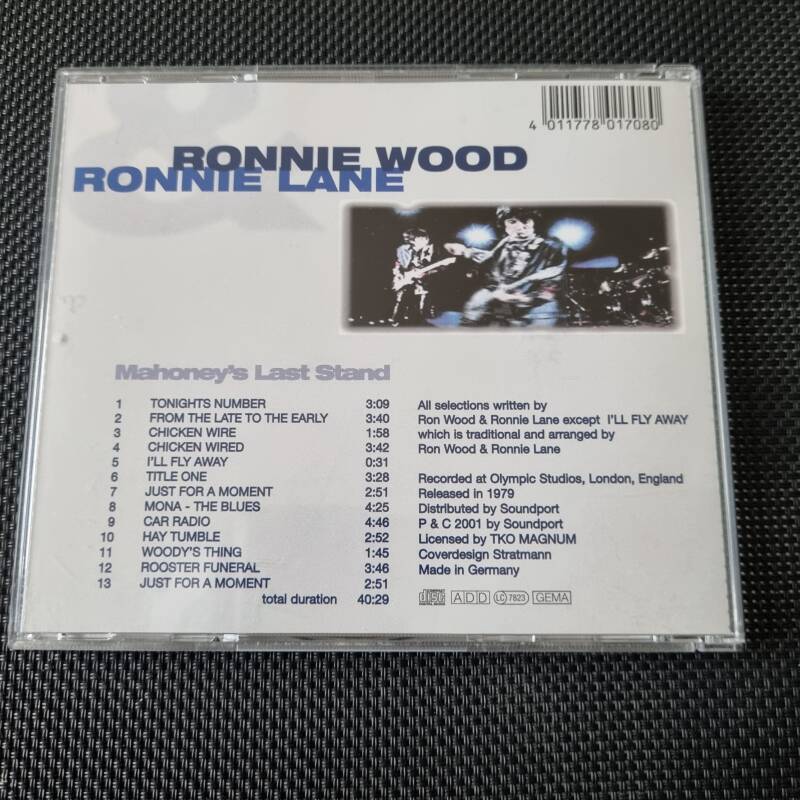 4 011778 017080
RONNIE WOOD
RONNIE LANE
&
Mahoney's Last Stand
1 TONIGHTS NUMBER 3:09
2 FROM THE LATE TO THE EARLY 3:40
3 CHICKEN WIRE 1:58
4 CHICKEN WIRED 3:42
5 I'LL FLY AWAY 0:31
6 TITLE ONE 3:28
7 JUST FOR A MOMENT 2:51
8 MONA - THE BLUES 4:25
9 CAR RADIO 4:46
10 HAY TUMBLE 2:52
11 WOODY'S THING 1:45
12 ROOSTER FUNERAL 3:46
13 JUST FOR A MOMENT 2:51
total duration 40:29
All selections written by
Ron Wood & Ronnie Lane except I'LL FLY AWAY
which is traditional and arranged by
Ron Wood & Ronnie Lane
Recorded at Olympic Studios, London, England
Released in 1979
Distributed by Soundport
P & C 2001 by Soundport
Licensed by TKO MAGNUM
Coverdesign Stratmann
Made in Germany
disc DIGITAL AUDIO ADD LC 7823 GEMA